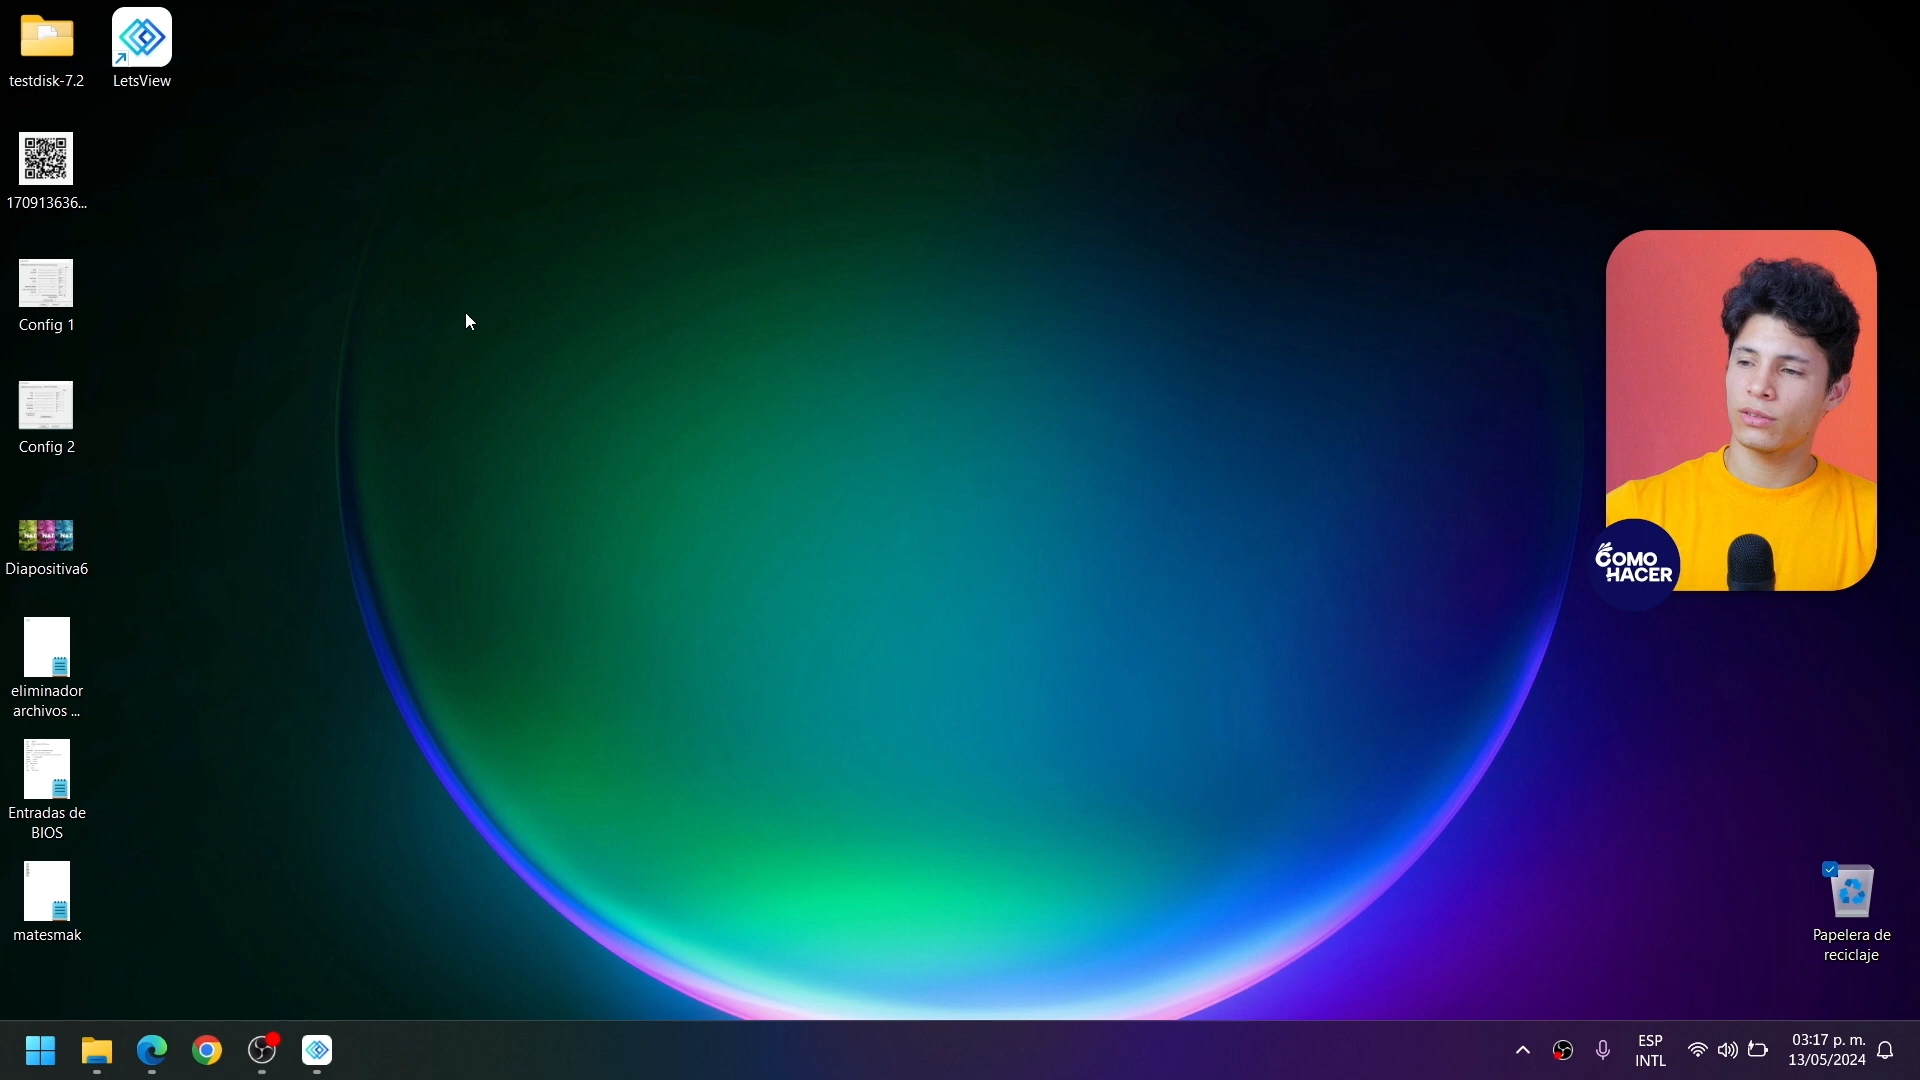 testdisk-7.2
LetsView
170913636...
Config 1
Config 2
Diapositiva6
eliminador
archivos ...
Entradas de
BIOS
matesmak
COMO
HACER
Papelera de
reciclaje
ESP
INTL
03:17 p. m.
13/05/2024